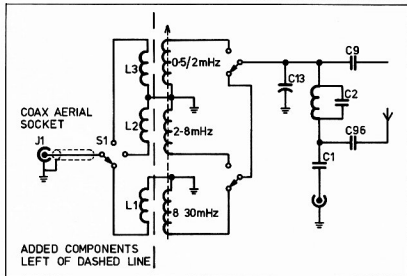 L3
0·5/2mHz
C9
C13
C2
COAX AERIAL
SOCKET
J1
S1
L2
2-8mHz
C96
C1
L1
8 30mHz
ADDED COMPONENTS
LEFT OF DASHED LINE